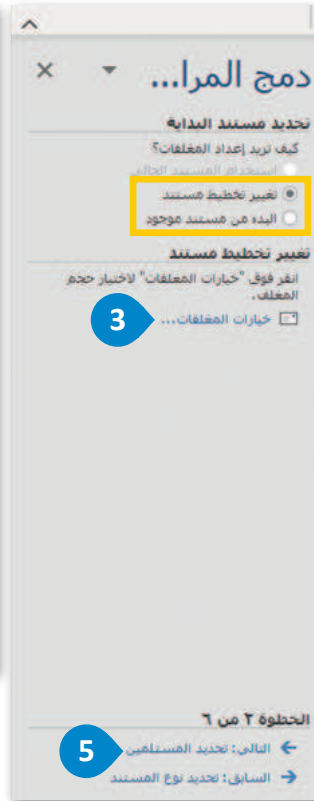 دمج المرا...
تحديد مستند البداية
كيف تريد إعداد المغلفات؟
استخدام المستند الحالي
تغيير تخطيط مستند
البدء من مستند موجود
تغيير تخطيط مستند
انقر فوق "خيارات المغلفات" لاختيار حجم
المغلف.
خيارات المغلفات...
3
الخطوة ٢ من ٦
التالي: تحديد المستلمين
5
السابق: تحديد نوع المستند